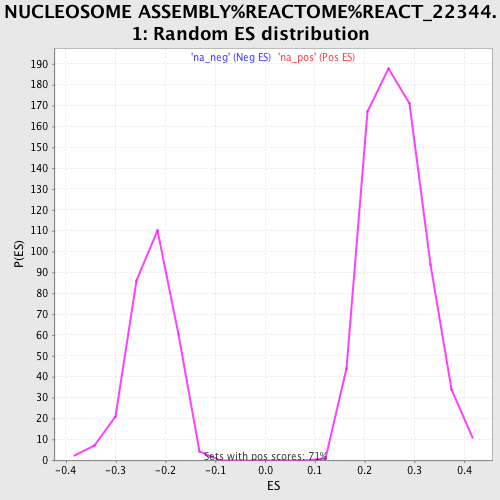 NUCLEOSOME ASSEMBLY%REACTOME%REACT_22344.
1: Random ES distribution
'na_neg' (Neg ES) 'na_pos' (Pos ES)
190
180
170
160
150
140
130
120
110
100
90
80
70
60
50
40
30
20
10
0
P(ES)
Sets with pos scores: 71%
-0.4 -0.3 -0.2 -0.1 0.0 0.1 0.2 0.3 0.4
ES